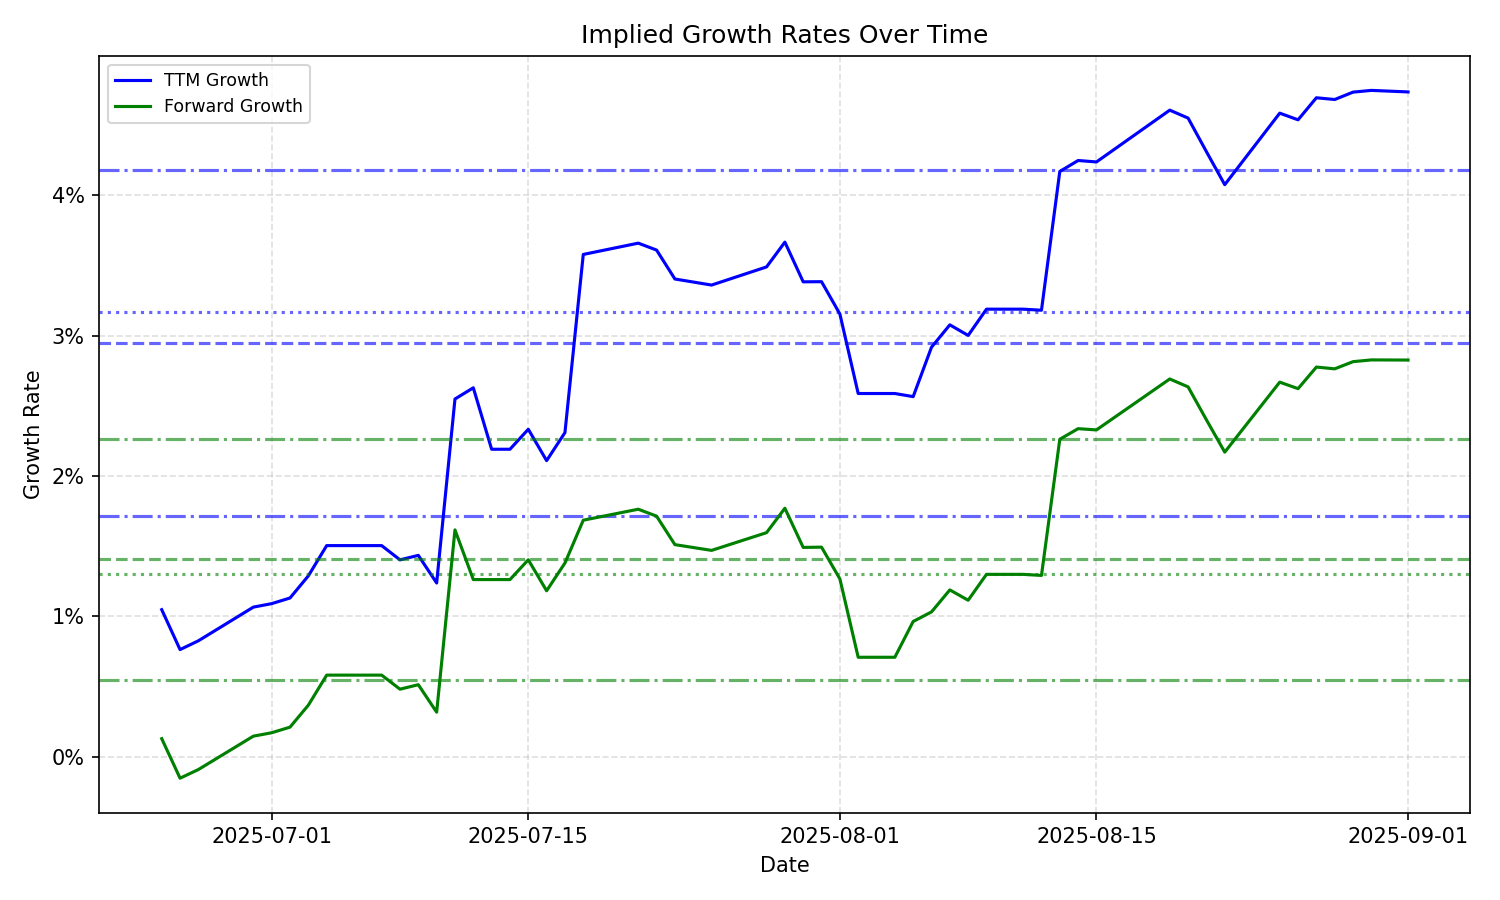 Implied Growth Rates Over Time
TTM Growth
Forward Growth
Growth Rate
4%
3%
2%
1%
0%
2025-07-01
2025-07-15
2025-08-01
2025-08-15
2025-09-01
Date